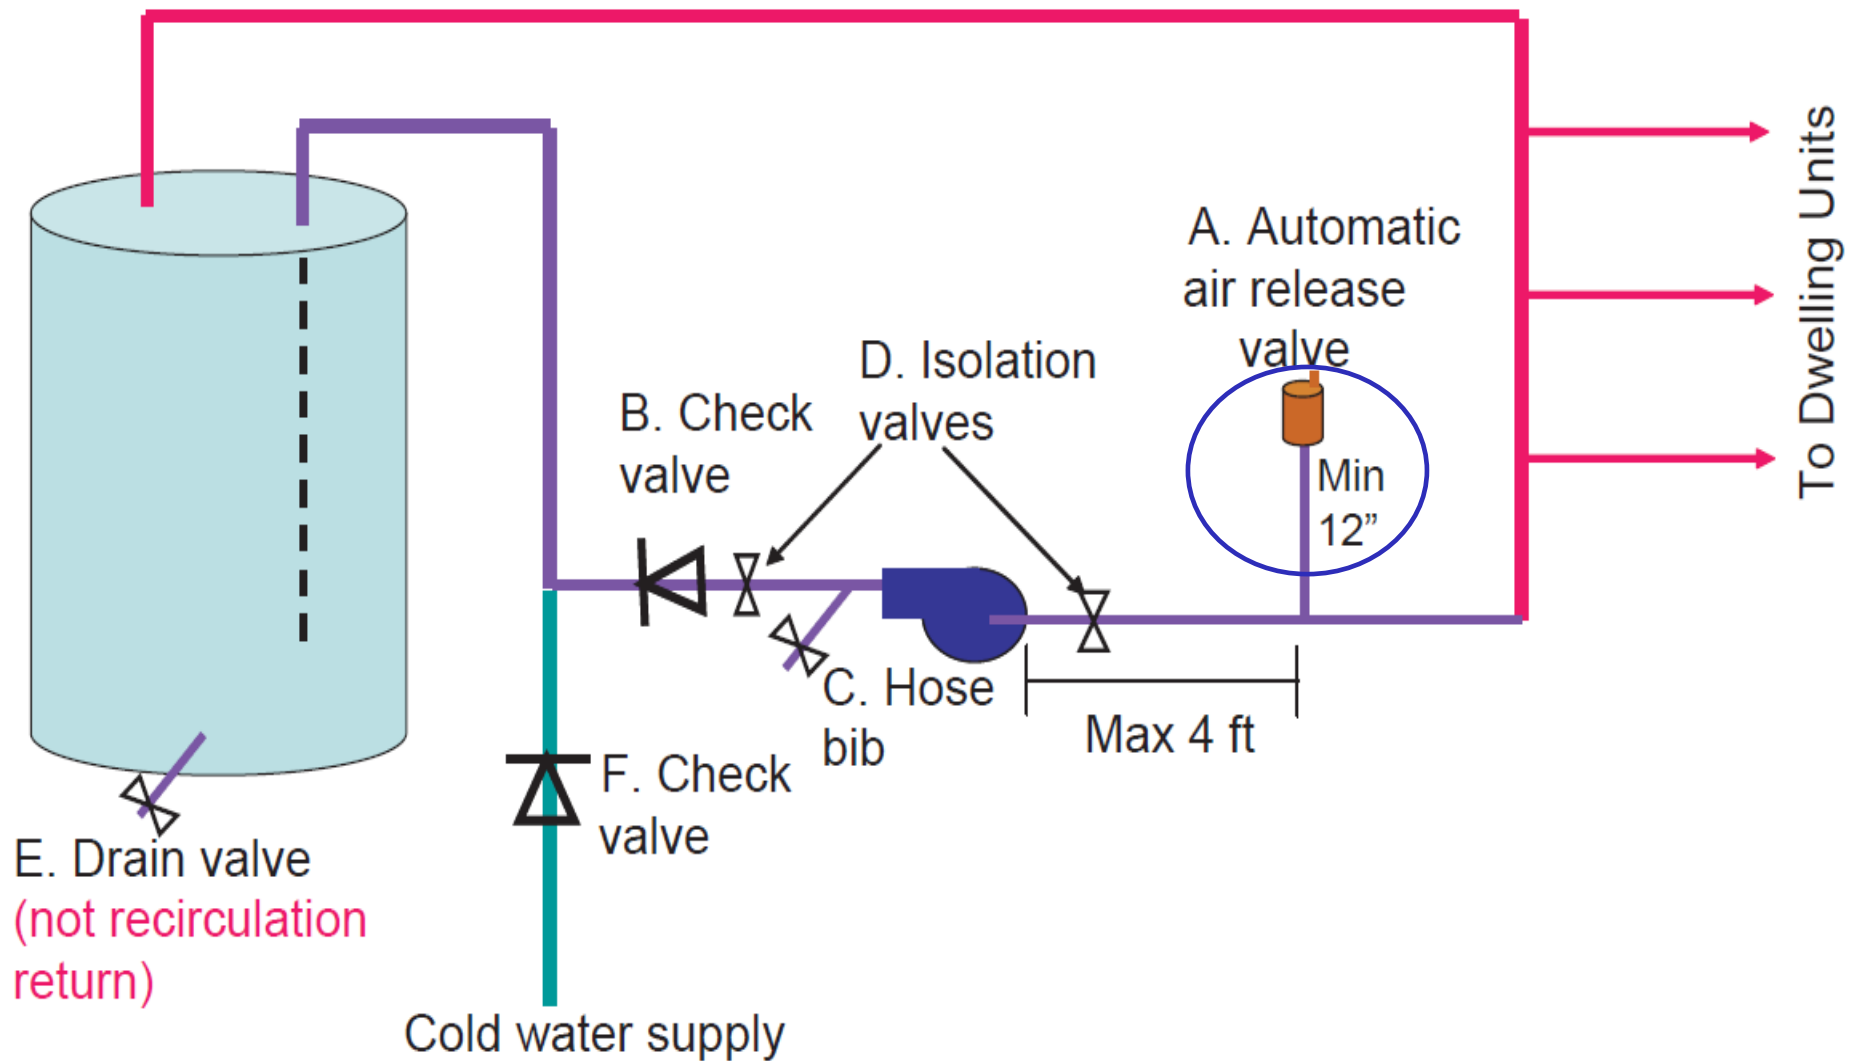 A. Automatic
air release
valve
D. Isolation
valves
B. Check
valve
Min
12”
To Dwelling Units
C. Hose
bib
Max 4 ft
F. Check
valve
E. Drain valve
(not recirculation
return)
Cold water supply